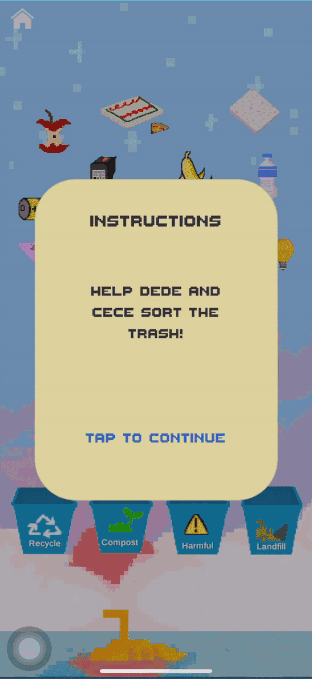 INSTRUCTIONS
HELP DEDE AND
CECE SORT THE
TRASH!
TAP TO CONTINUE
Recycle
Compost
Harmful
Landfill